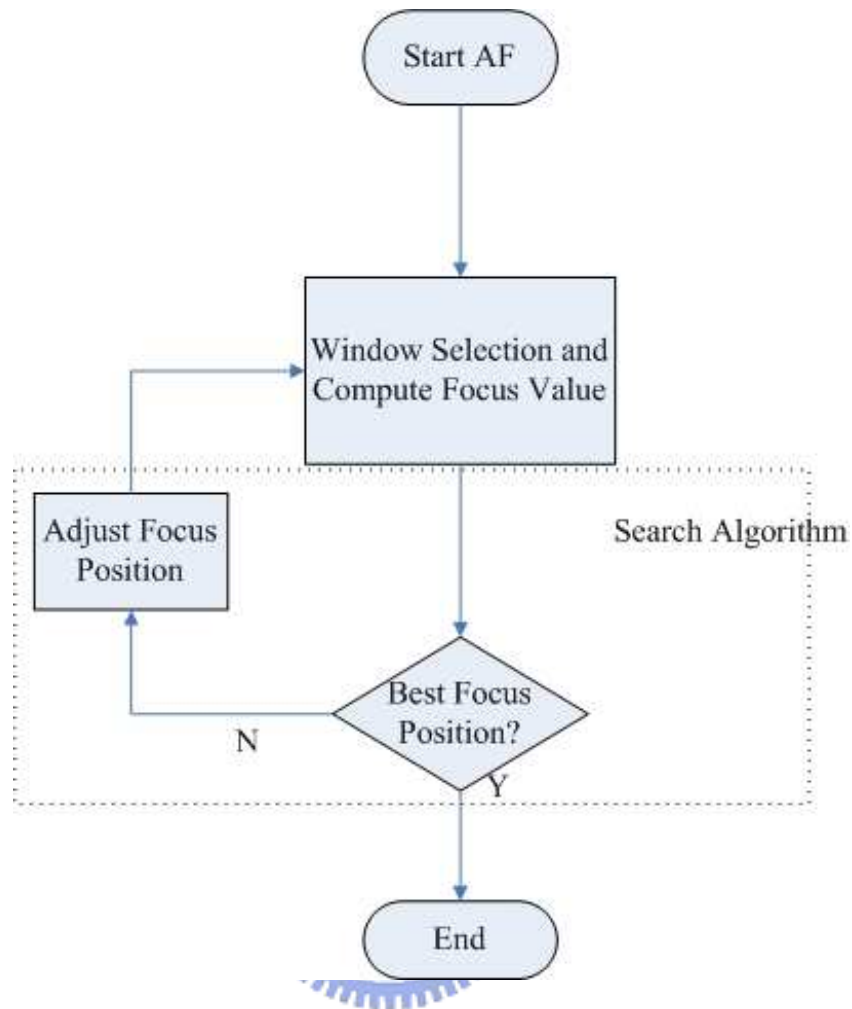 Start AF
Window Selection and
Compute Focus Value
Adjust Focus
Position
Search Algorithm
Best Focus
Position?
N
Y
End